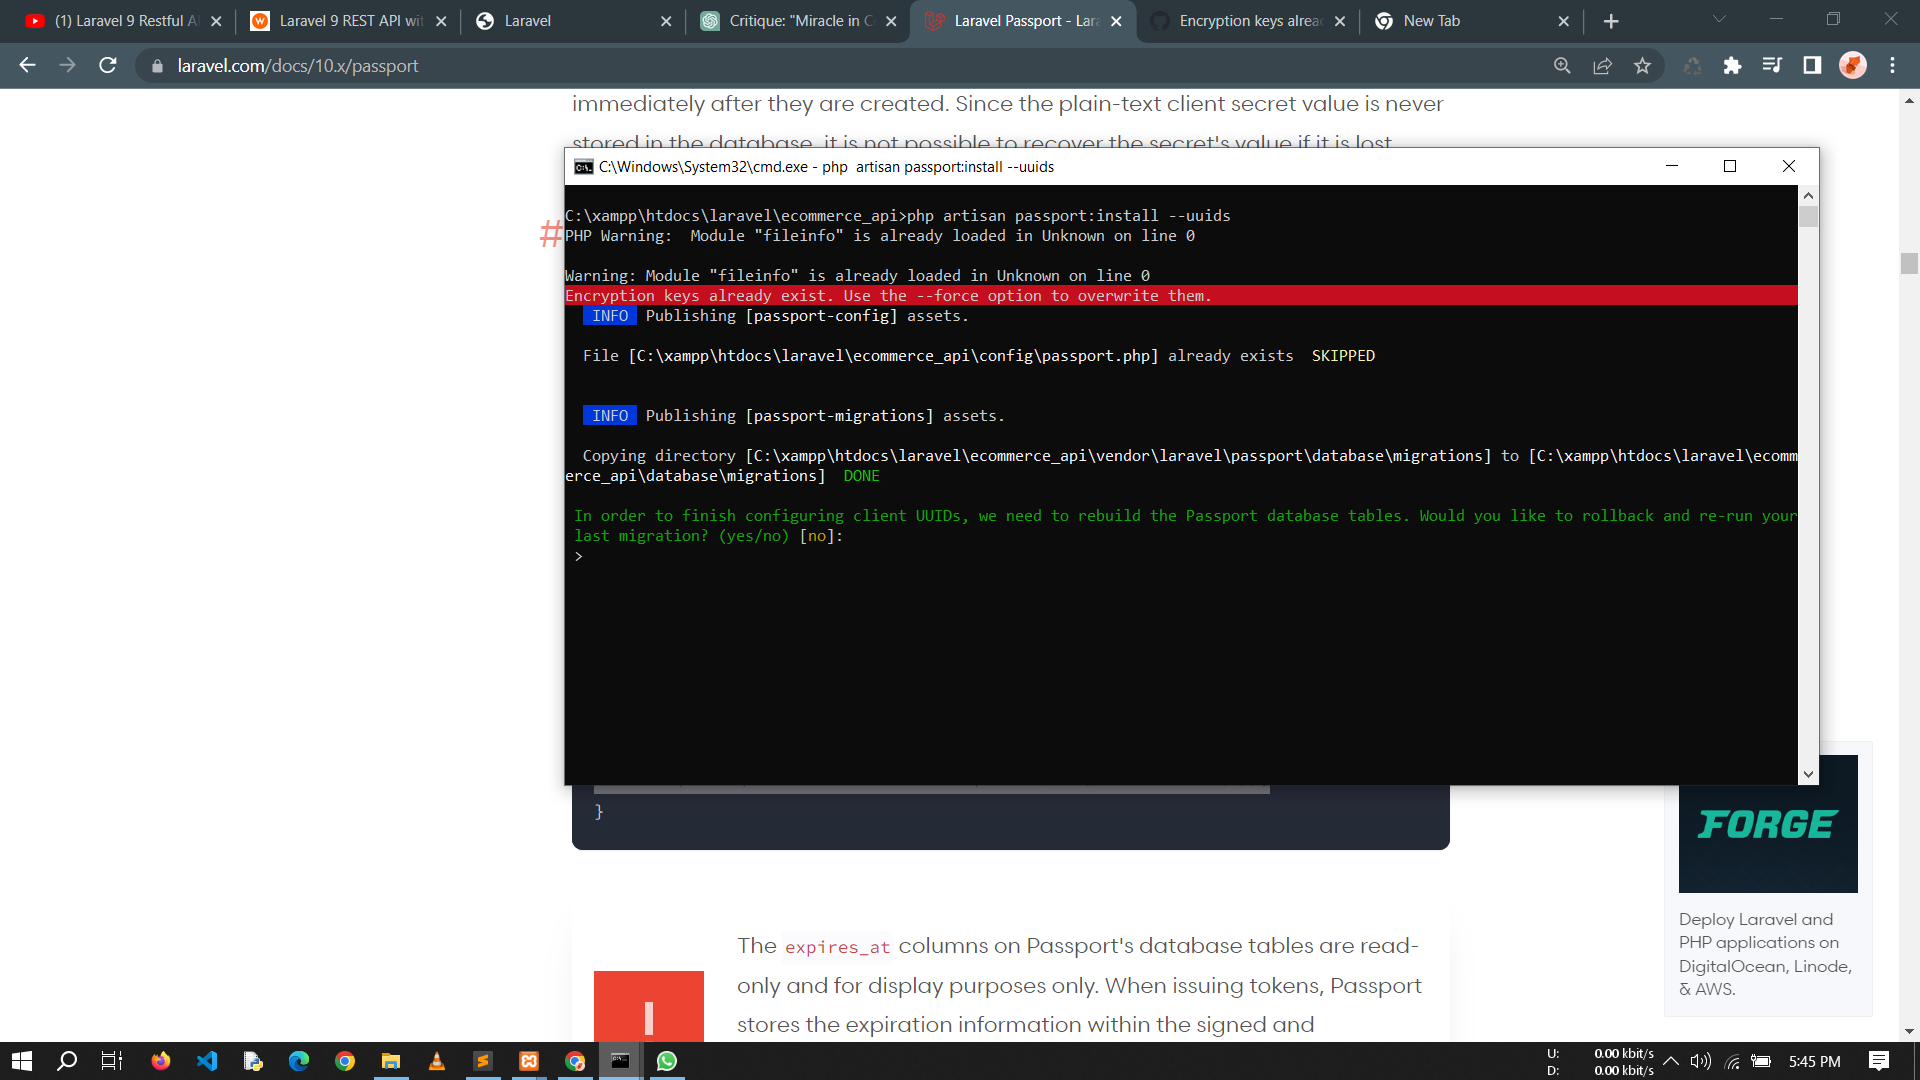 (1) Laravel 9 Restful A
Laravel 9 REST API wit
Laravel
Critique: "Miracle in C
Laravel Passport - Lara
Encryption keys alrea
New Tab
laravel.com/docs/10.x/passport
immediately after they are created. Since the plain-text client secret value is never
stored in the database, it is not possible to recover the secret's value if it is lost.
C:\Windows\System32\cmd.exe - php  artisan passport:install --uuids
#
C:\xampp\htdocs\laravel\ecommerce_api>php artisan passport:install --uuids
PHP Warning:  Module "fileinfo" is already loaded in Unknown on line 0
Warning: Module "fileinfo" is already loaded in Unknown on line 0
Encryption keys already exist. Use the --force option to overwrite them.
INFO  Publishing [passport-config] assets.
File [C:\xampp\htdocs\laravel\ecommerce_api\config\passport.php] already exists  SKIPPED
INFO  Publishing [passport-migrations] assets.
Copying directory [C:\xampp\htdocs\laravel\ecommerce_api\vendor\laravel\passport\database\migrations] to [C:\xampp\htdocs\laravel\ecomm
erce_api\database\migrations]  DONE
In order to finish configuring client UUIDs, we need to rebuild the Passport database tables. Would you like to rollback and re-run your
last migration? (yes/no) [no]:
>
}
FORGE
Deploy Laravel and
PHP applications on
DigitalOcean, Linode,
& AWS.
The expires_at columns on Passport's database tables are read-
only and for display purposes only. When issuing tokens, Passport
stores the expiration information within the signed and
U: 0.00 kbit/s
D: 0.00 kbit/s
5:45 PM